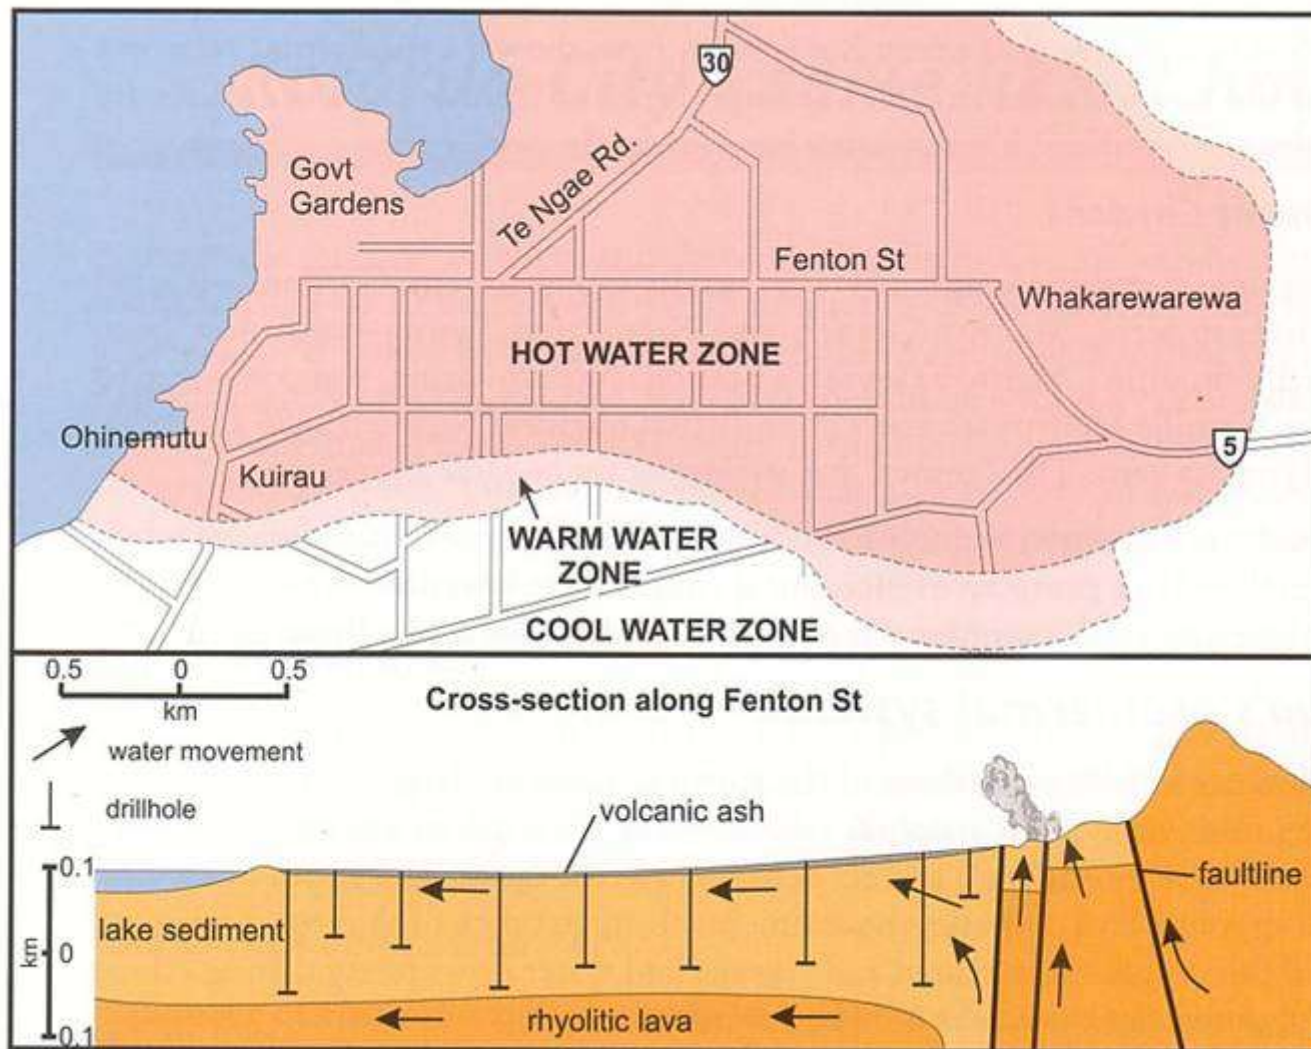 30
Govt
Gardens
Te Ngae Rd.
Fenton St
Whakarewarewa
HOT WATER ZONE
Ohinemutu
5
Kuirau
WARM WATER
ZONE
COOL WATER ZONE
0.5 0 0.5
km
Cross-section along Fenton St
water movement
drillhole
volcanic ash
0.1
faultline
lake sediment
0
km
rhyolitic lava
0.1